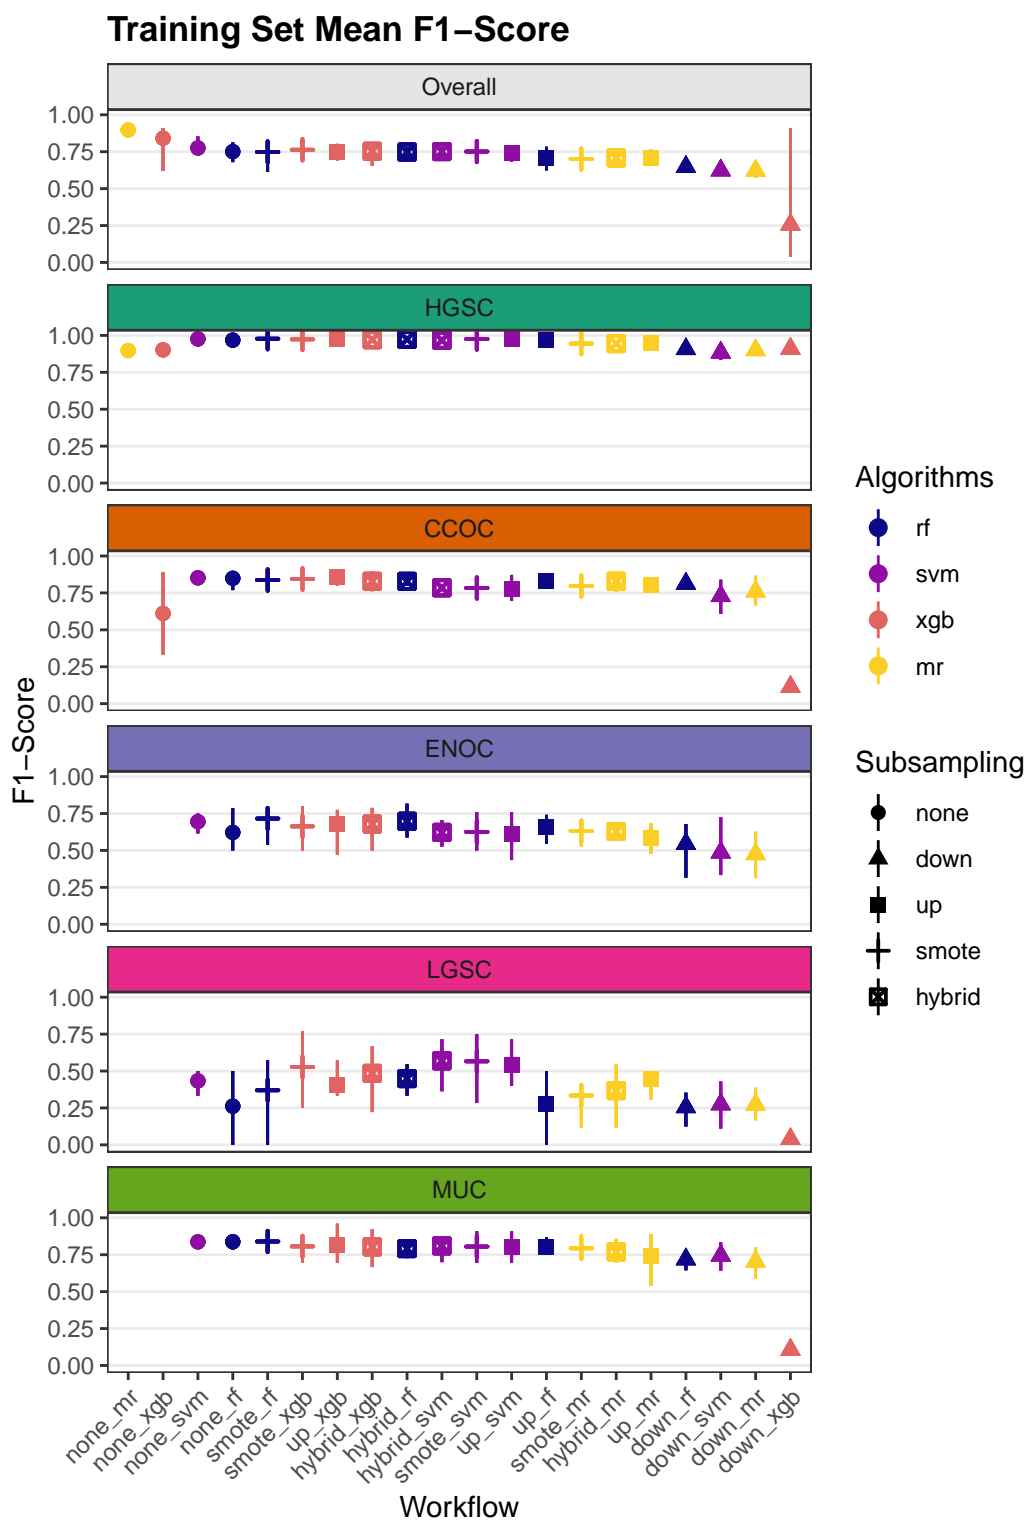 Training Set Mean F1−Score
Overall
1.00
0.75
0.50
0.25
0.00
HGSC
1.00
0.75
0.50
0.25
0.00
CCOC
1.00
0.75
0.50
0.25
0.00
ENOC
1.00
0.75
0.50
0.25
0.00
LGSC
1.00
0.75
0.50
0.25
0.00
MUC
1.00
0.75
0.50
0.25
0.00
F1−Score
none_mr
none_xgb
none_svm
none_rf
smote_rf
smote_xgb
up_xgb
hybrid_xgb
hybrid_rf
hybrid_svm
smote_svm
up_svm
up_rf
smote_mr
hybrid_mr
up_mr
down_rf
down_svm
down_mr
down_xgb
Workflow
Algorithms
rf
svm
xgb
mr
Subsampling
none
down
up
smote
hybrid